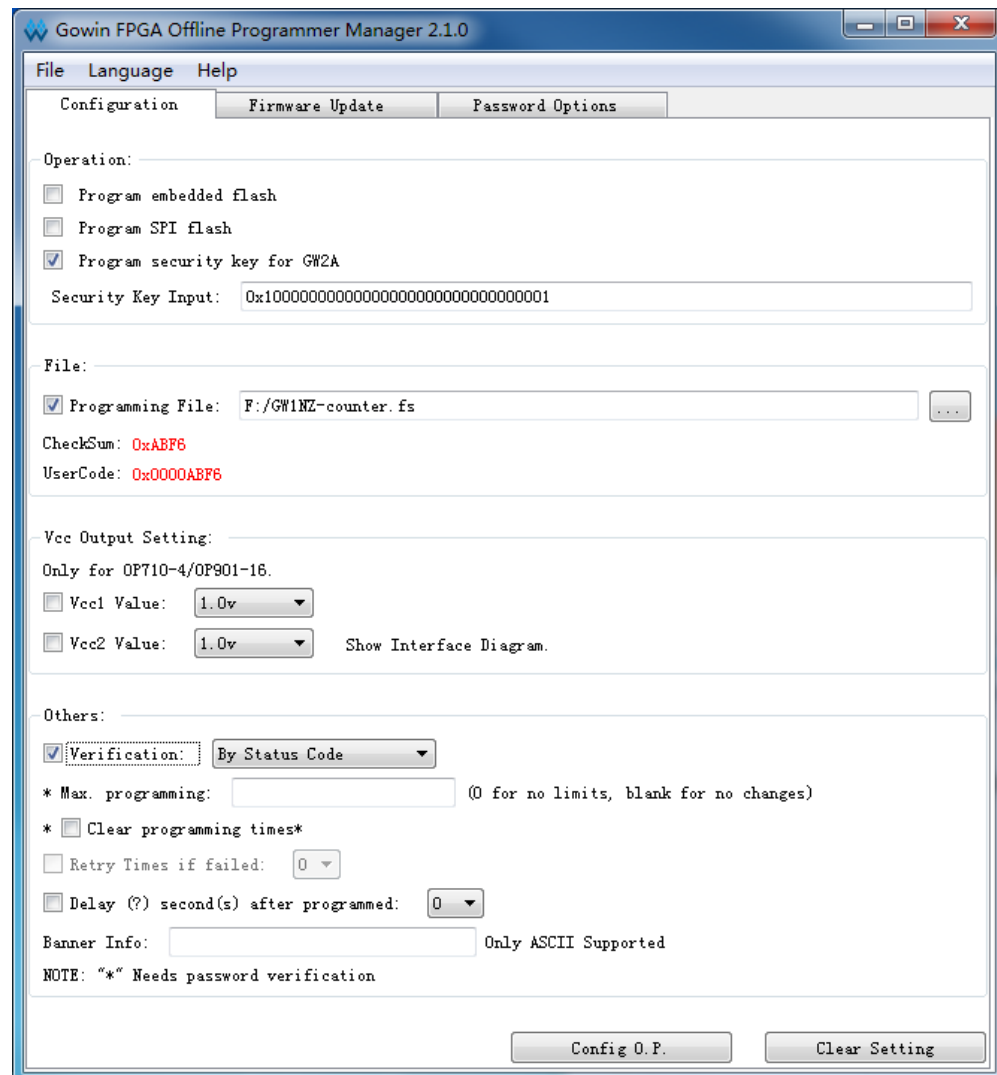 Gowin FPGA Offline Programmer Manager 2.1.0
File Language Help
Configuration Firmware Update Password Options
Operation:
Program embedded flash
Program SPI flash
Program security key for GW2A
Security Key Input: 0x10000000000000000000000000000001
File:
Programming File: F:/GW1NZ-counter.fs ...
CheckSum: 0xABF6
UserCode: 0x0000ABF6
Vcc Output Setting:
Only for OP710-4/OP901-16.
Vcc1 Value: 1.0v
Vcc2 Value: 1.0v Show Interface Diagram.
Others:
Verification: By Status Code
* Max. programming: (0 for no limits, blank for no changes)
* Clear programming times*
Retry Times if failed: 0
Delay (?) second(s) after programmed: 0
Banner Info: Only ASCII Supported
NOTE: "*" Needs password verification
Config O.P. Clear Setting